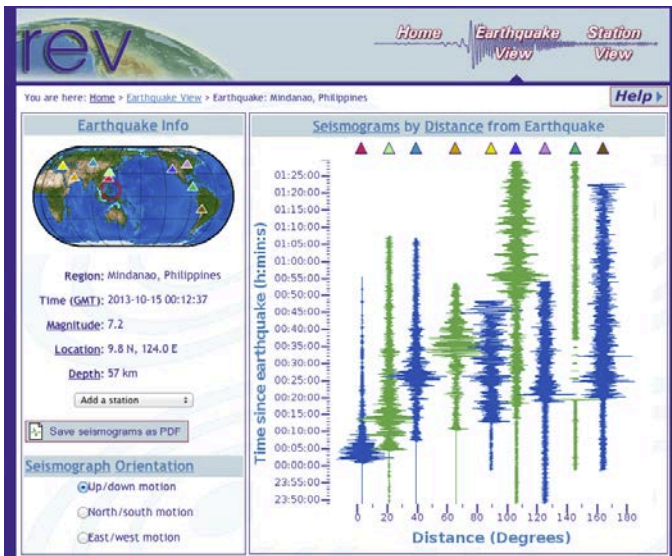 rev
Home
Earthquake View
Station View
You are here: Home > Earthquake View > Earthquake: Mindanao, Philippines
Help
Earthquake Info
Region: Mindanao, Philippines
Time (GMT): 2013-10-15 00:12:37
Magnitude: 7.2
Location: 9.8 N, 124.0 E
Depth: 57 km
Add a station
Save seismograms as PDF
Seismograph Orientation
Up/down motion
North/south motion
East/west motion
Seismograms by Distance from Earthquake
Time since earthquake (h:min:s)
01:25:00
01:20:00
01:15:00
01:10:00
01:05:00
01:00:00
00:55:00
00:50:00
00:45:00
00:40:00
00:35:00
00:30:00
00:25:00
00:20:00
00:15:00
00:10:00
00:05:00
00:00:00
23:55:00
23:50:00
0 20 40 60 80 100 120 140 160 180
Distance (Degrees)